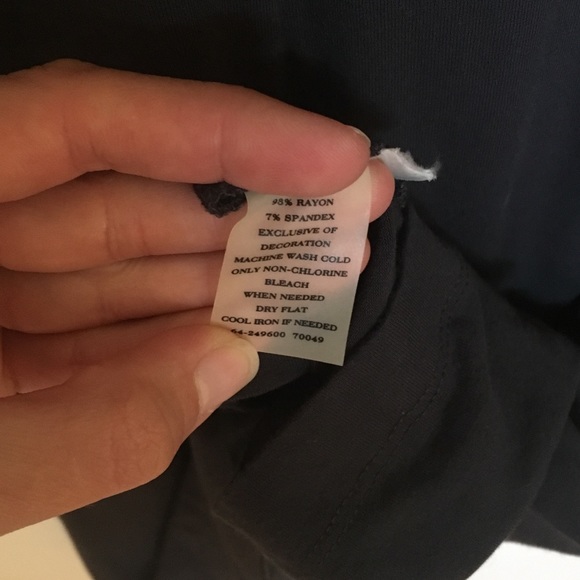 93% RAYON
7% SPANDEX
EXCLUSIVE OF
DECORATION
MACHINE WASH COLD
ONLY NON-CHLORINE
BLEACH
WHEN NEEDED
DRY FLAT
COOL IRON IF NEEDED
54-249600 70049